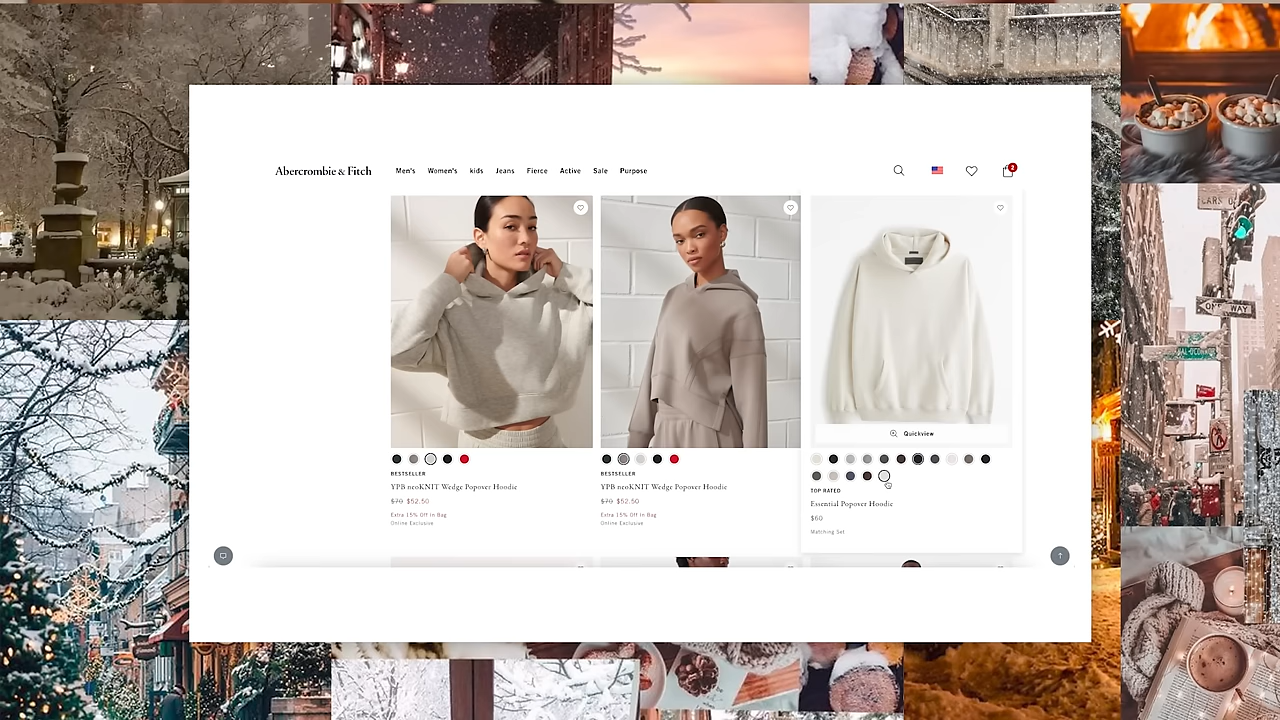 CARS O
ONE WAY
Abercrombie & Fitch
Men's Women's kids Jeans Fierce Active Sale Purpose
2
Quickview
BESTSELLER
YPB neoKNIT Wedge Popover Hoodie
$70 $52.50
Extra 15% Off In Bag
Online Exclusive
BESTSELLER
YPB neoKNIT Wedge Popover Hoodie
$70 $52.50
Extra 15% Off In Bag
Online Exclusive
TOP RATED
Essential Popover Hoodie
$60
Matching Set